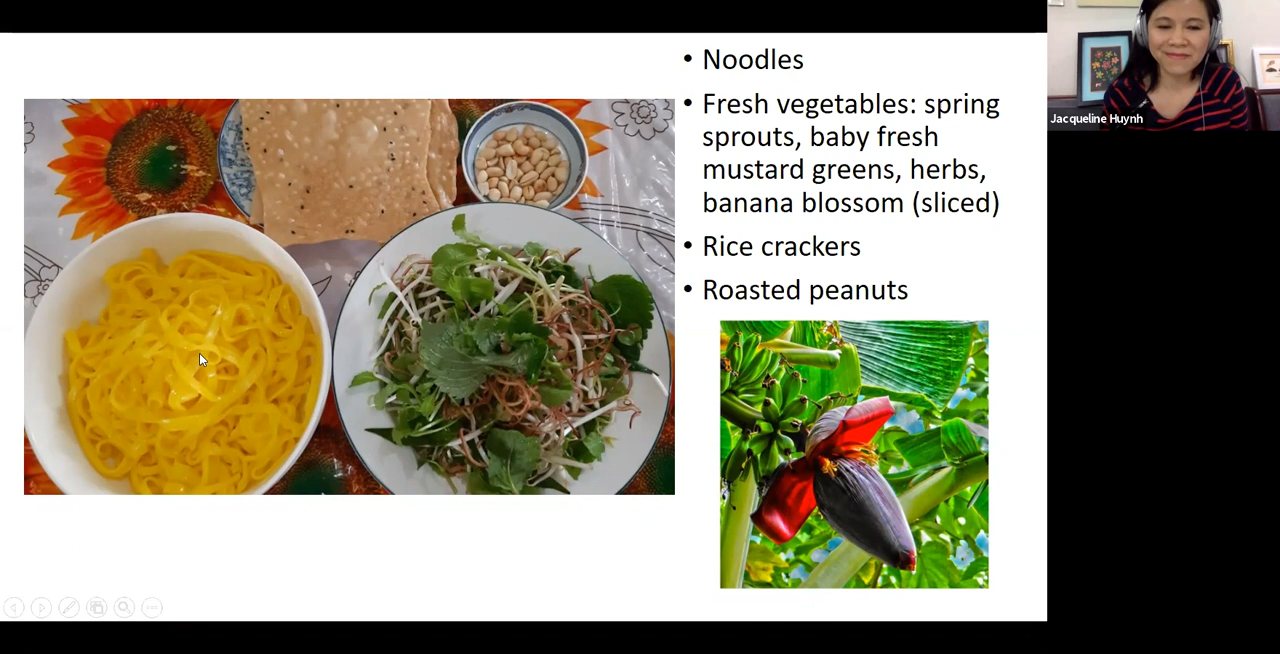 • Noodles
• Fresh vegetables: spring
sprouts, baby fresh
mustard greens, herbs,
banana blossom (sliced)
• Rice crackers
• Roasted peanuts
Jacqueline Huynh